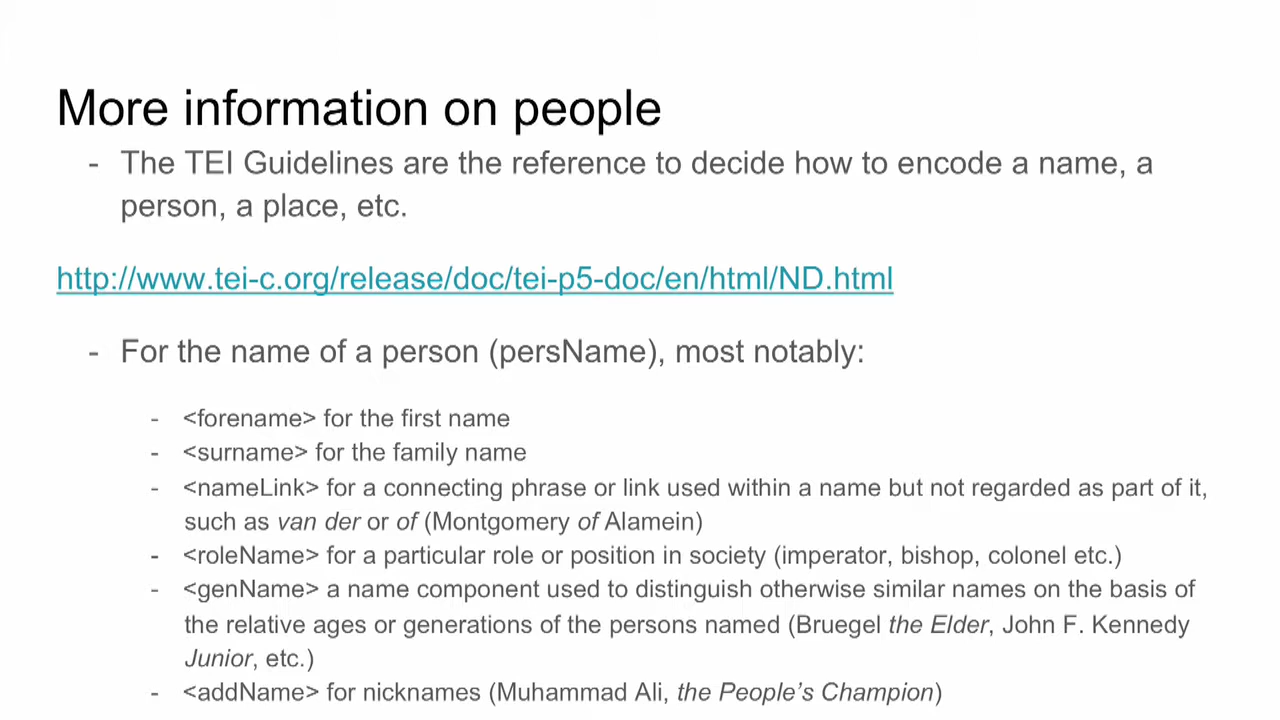 More information on people
- The TEI Guidelines are the reference to decide how to encode a name, a
person, a place, etc.
http://www.tei-c.org/release/doc/tei-p5-doc/en/html/ND.html
- For the name of a person (persName), most notably:
- <forename> for the first name
- <surname> for the family name
- <nameLink> for a connecting phrase or link used within a name but not regarded as part of it,
such as van der or of (Montgomery of Alamein)
- <roleName> for a particular role or position in society (imperator, bishop, colonel etc.)
- <genName> a name component used to distinguish otherwise similar names on the basis of
the relative ages or generations of the persons named (Bruegel the Elder, John F. Kennedy
Junior, etc.)
- <addName> for nicknames (Muhammad Ali, the People’s Champion)